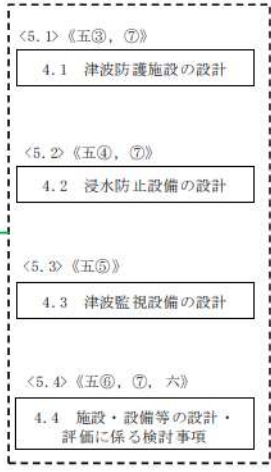 <5.1>《五③，⑦》
4.1 津波防護施設の設計
<5.2>《五④，⑦》
4.2 浸水防止設備の設計
<5.3>《五⑤》
4.3 津波監視設備の設計
<5.4>《五⑥，⑦，六》
4.4 施設・設備等の設計・
評価に係る検討事項